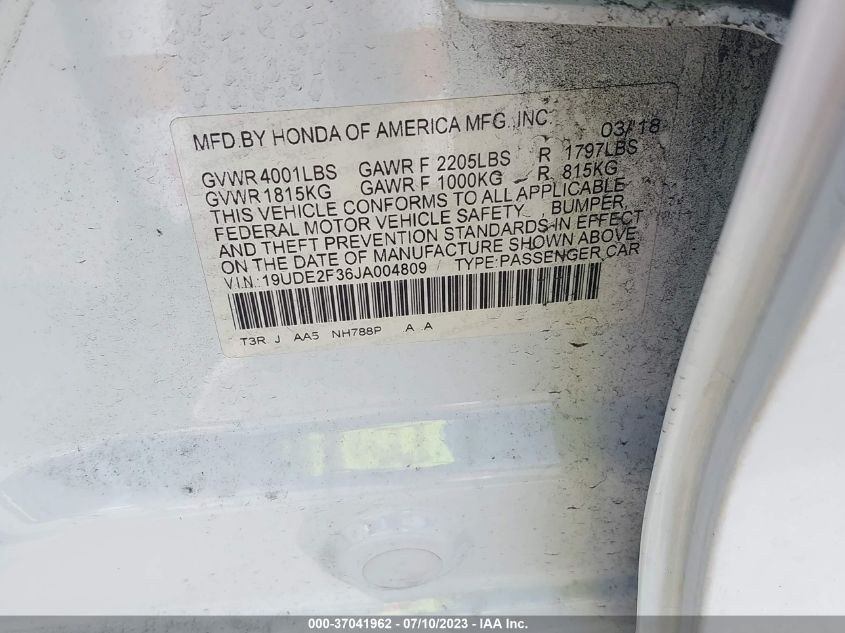 MFD.BY HONDA OF AMERICA MFG. INC. 03/18
GVWR 4001LBS GAWR F 2205LBS R 1797LBS
GVWR 1815KG GAWR F 1000KG R 815KG
THIS VEHICLE CONFORMS TO ALL APPLICABLE
FEDERAL MOTOR VEHICLE SAFETY, BUMPER,
AND THEFT PREVENTION STANDARDS IN EFFECT
ON THE DATE OF MANUFACTURE SHOWN ABOVE.
V.I.N.: 19UDE2F36JA004809 TYPE:PASSENGER CAR
T3R J AA5 NH788P A A
000-37041962 - 07/10/2023 - IAA Inc.